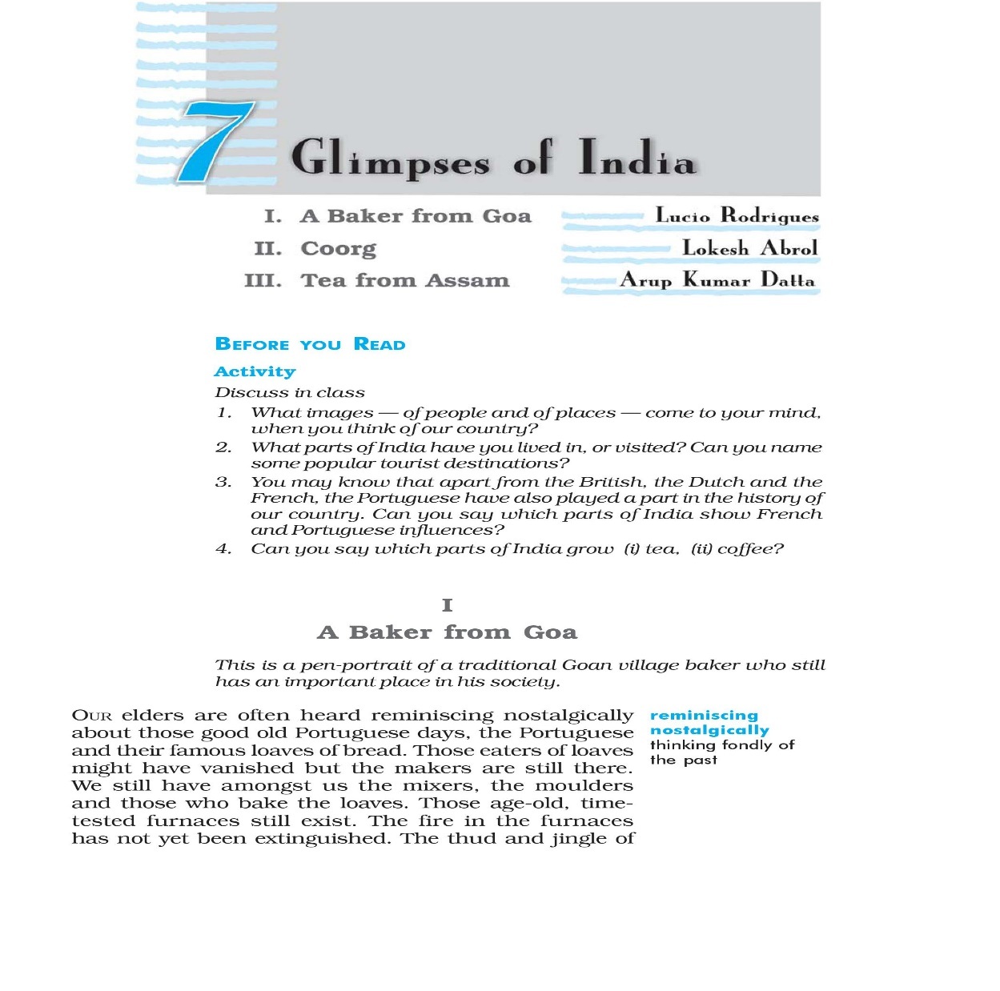 7 Glimpses of India
I. A Baker from Goa Lucio Rodrigues
II. Coorg Lokesh Abrol
III. Tea from Assam Arup Kumar Datta
BEFORE YOU READ
Activity
Discuss in class
1. What images — of people and of places — come to your mind,
when you think of our country?
2. What parts of India have you lived in, or visited? Can you name
some popular tourist destinations?
3. You may know that apart from the British, the Dutch and the
French, the Portuguese have also played a part in the history of
our country. Can you say which parts of India show French
and Portuguese influences?
4. Can you say which parts of India grow (i) tea, (ii) coffee?
I
A Baker from Goa
This is a pen-portrait of a traditional Goan village baker who still
has an important place in his society.
OUR elders are often heard reminiscing nostalgically
about those good old Portuguese days, the Portuguese
and their famous loaves of bread. Those eaters of loaves
might have vanished but the makers are still there.
We still have amongst us the mixers, the moulders
and those who bake the loaves. Those age-old, time-
tested furnaces still exist. The fire in the furnaces
has not yet been extinguished. The thud and jingle of
reminiscing
nostalgically
thinking fondly of
the past